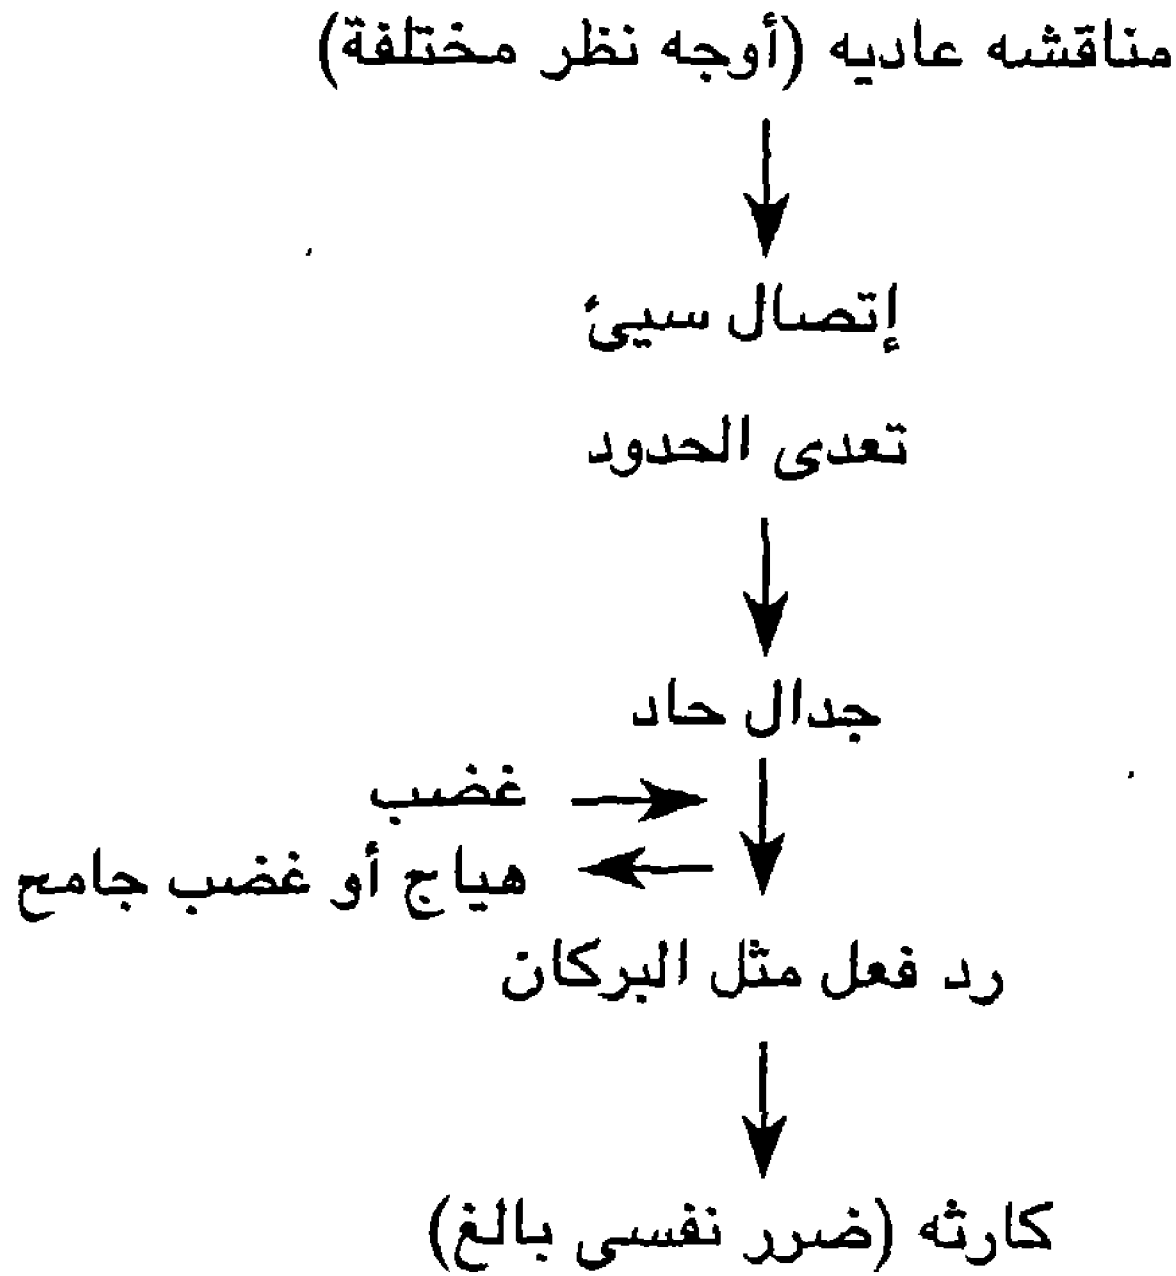 مناقشه عاديه (أوجه نظر مختلفة)
إتصال سيئ
تعدى الحدود
جدال حاد
غضب
هياج أو غضب جامح
رد فعل مثل البركان
كارثه (ضرر نفسى بالغ)